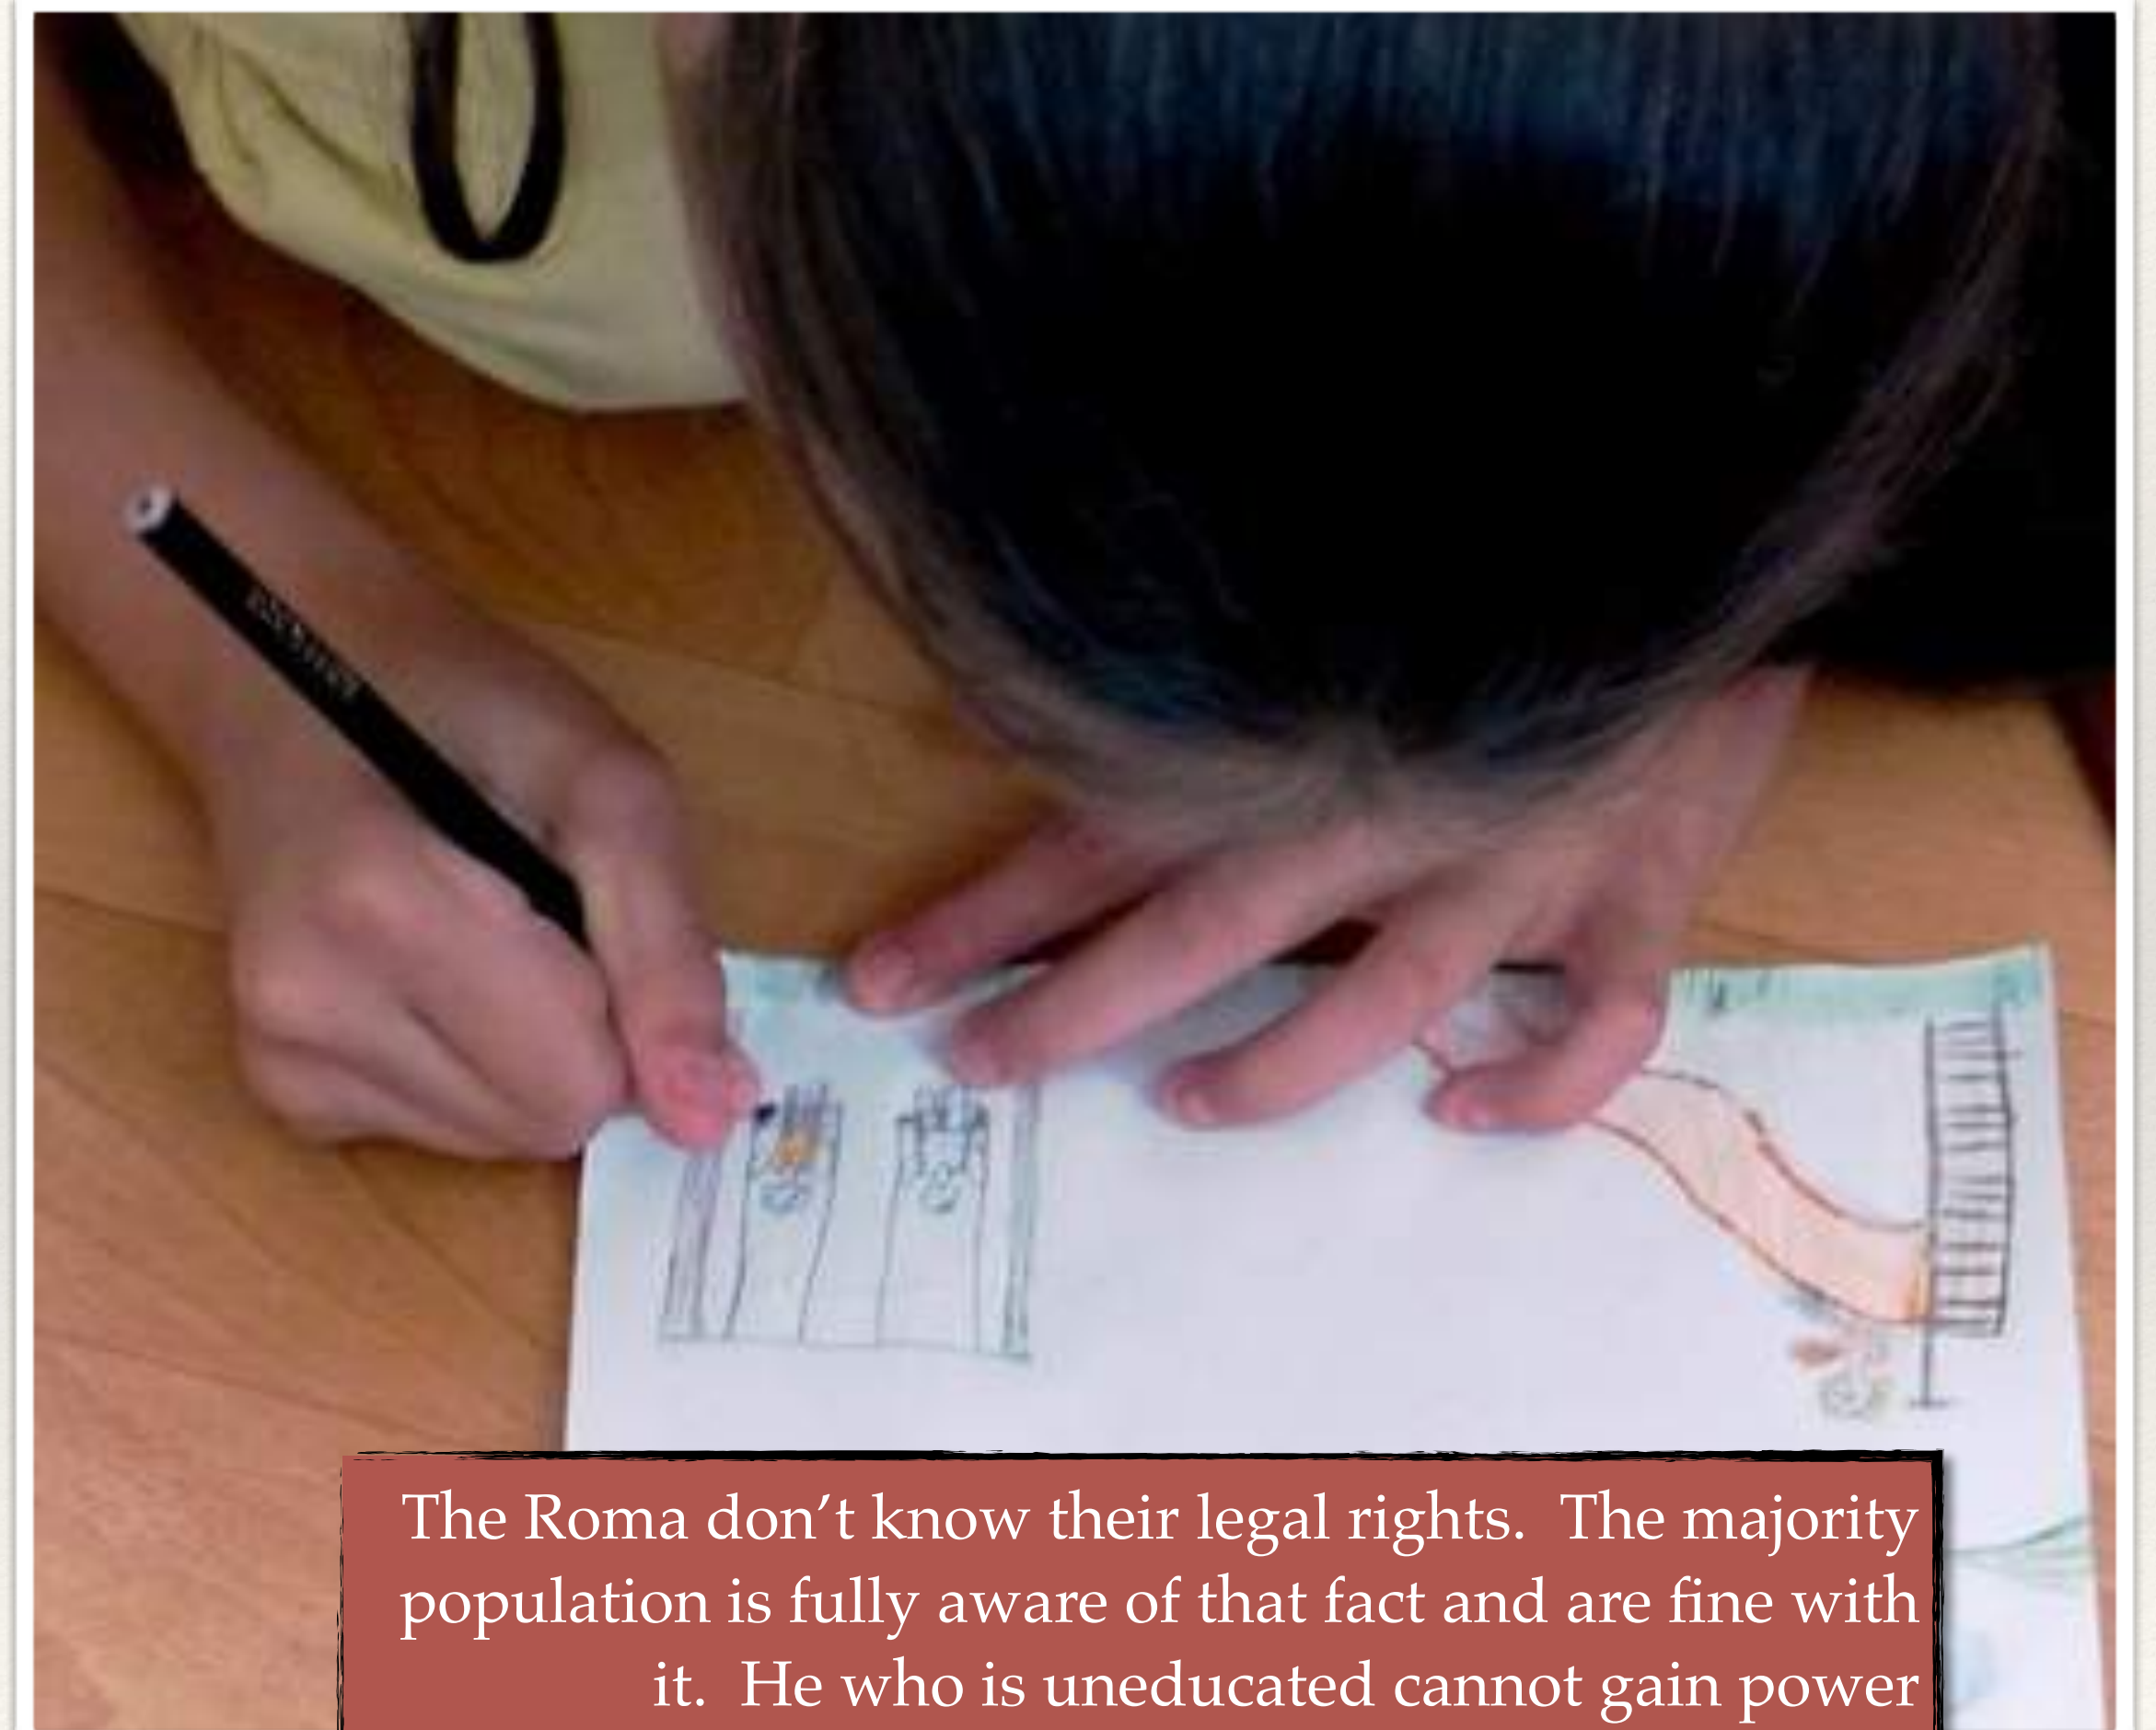 The Roma don’t know their legal rights.  The majority
population is fully aware of that fact and are fine with
it.  He who is uneducated cannot gain power